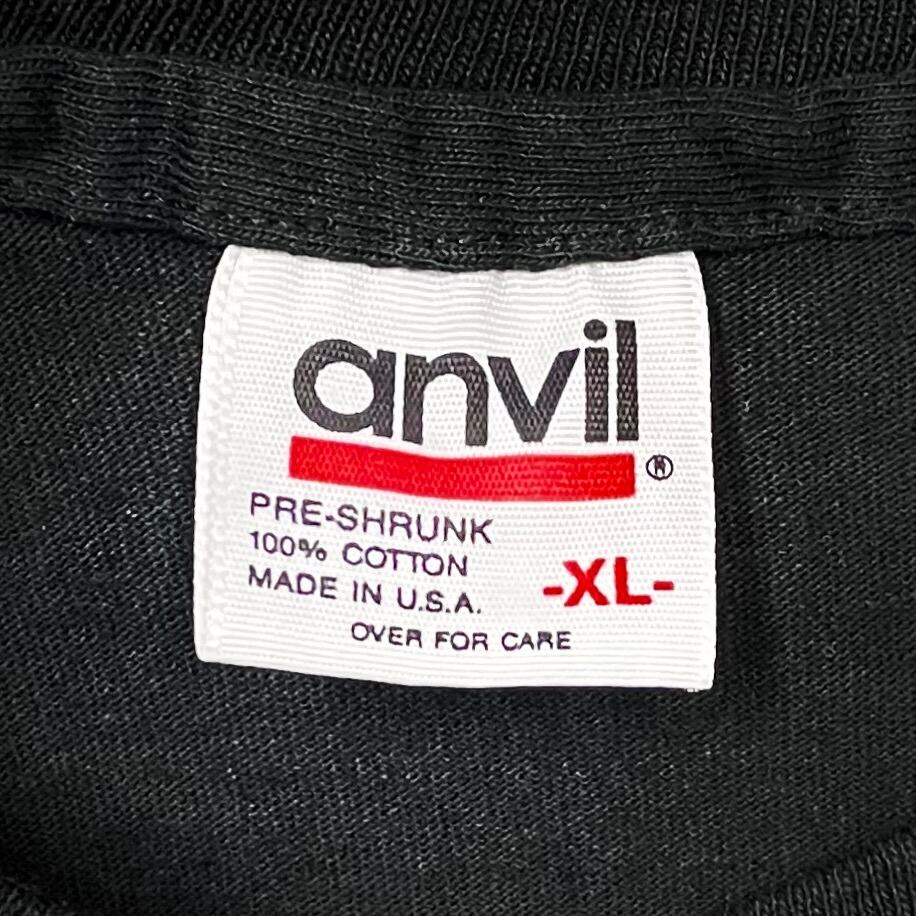 anvil
®
PRE-SHRUNK
100% COTTON
MADE IN U.S.A.
-XL-
OVER FOR CARE